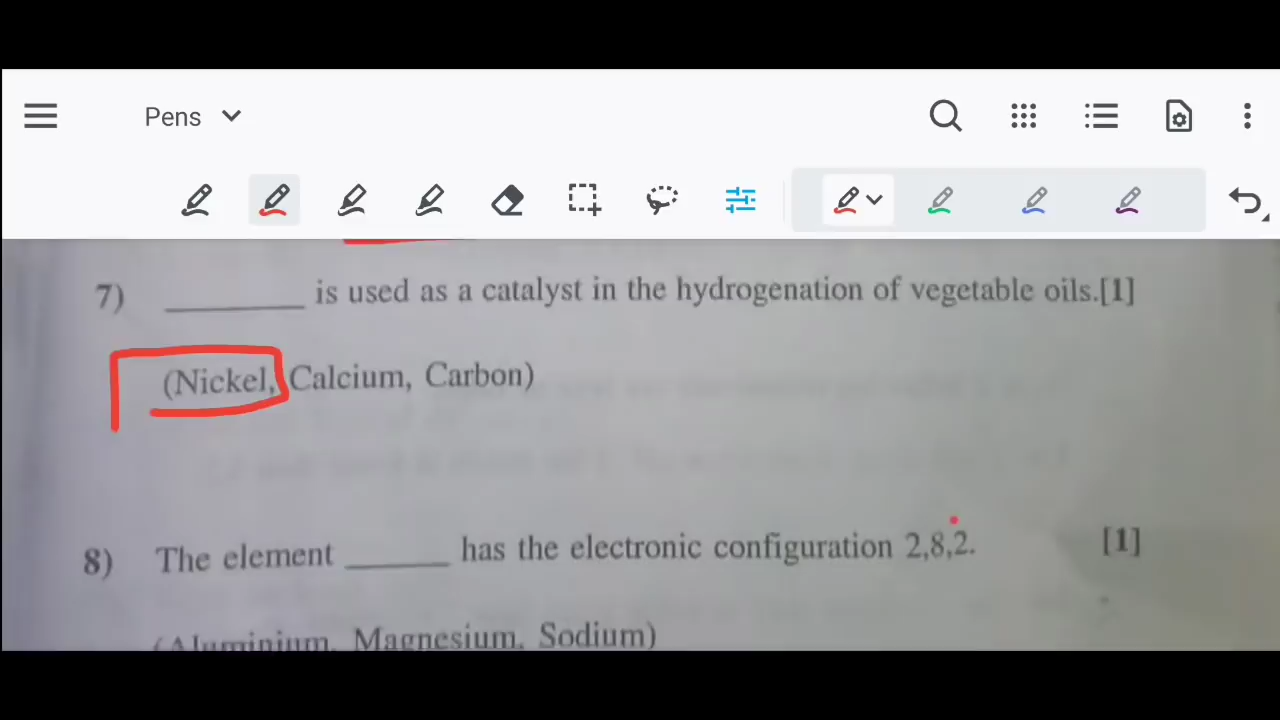 Pens
7) ________ is used as a catalyst in the hydrogenation of vegetable oils.[1]
(Nickel, Calcium, Carbon)
8) The element ______ has the electronic configuration 2,8,2. [1]
(Aluminium, Magnesium, Sodium)